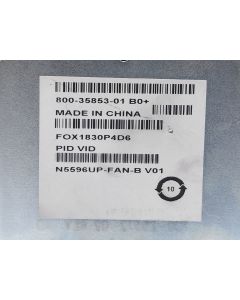 800-35853-01 B0+
MADE IN CHINA
FOX1830P4D6
PID VID
N5596UP-FAN-B V01
10